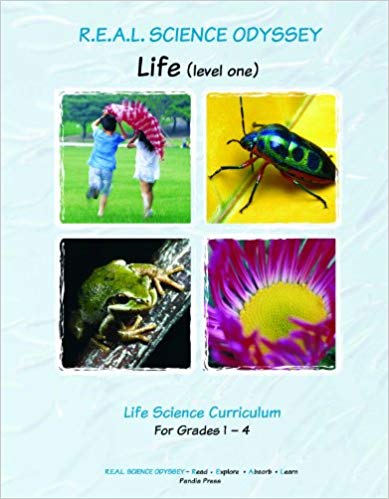 R.E.A.L. SCIENCE ODYSSEY
Life (level one)
Life Science Curriculum
For Grades 1 – 4
R.E.A.L. SCIENCE ODYSSEY – Read • Explore • Absorb • Learn
Pandia Press